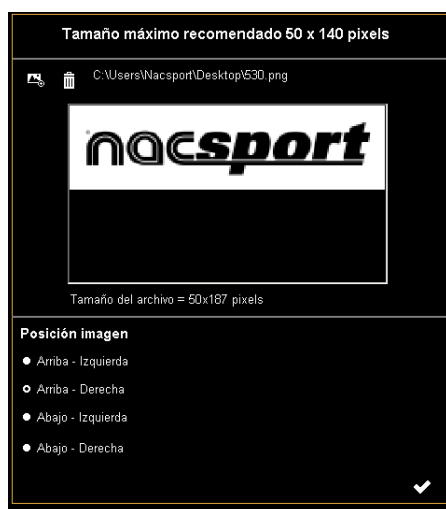 Tamaño máximo recomendado 50 x 140 pixels
C:\Users\Nacsport\Desktop\530.png
nacsport
Tamaño del archivo = 50x187 pixels
Posición imagen
Arriba - Izquierda
Arriba - Derecha
Abajo - Izquierda
Abajo - Derecha